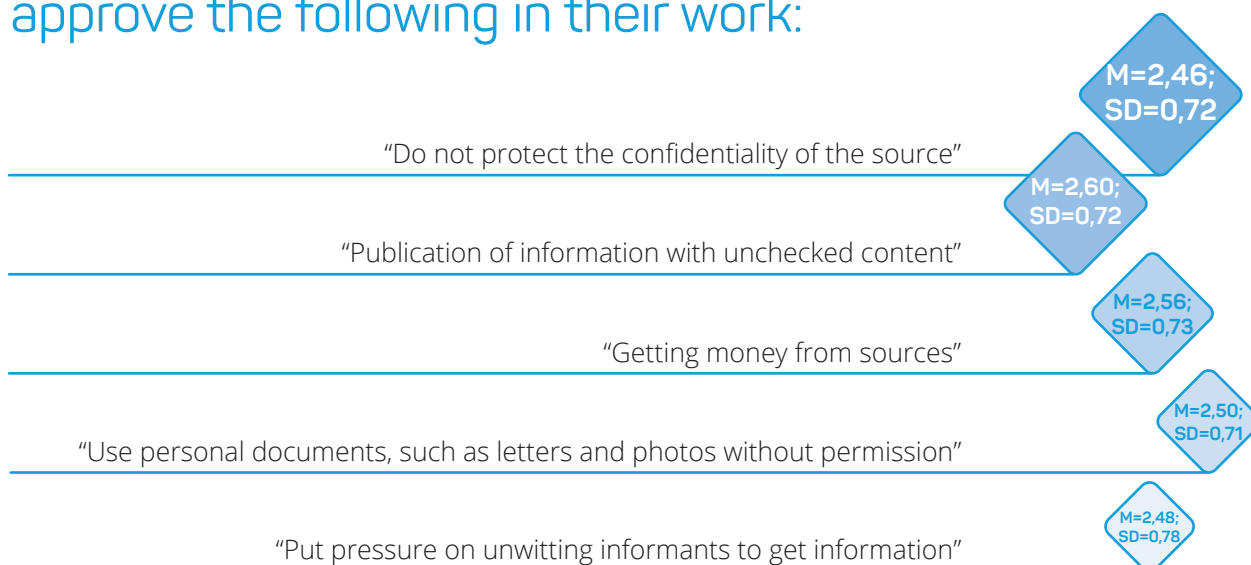 approve the following in their work:
M=2,46;
SD=0,72
“Do not protect the confidentiality of the source”
M=2,60;
SD=0,72
“Publication of information with unchecked content”
M=2,56;
SD=0,73
“Getting money from sources”
M=2,50;
SD=0,71
“Use personal documents, such as letters and photos without permission”
M=2,48;
SD=0,78
“Put pressure on unwitting informants to get information”